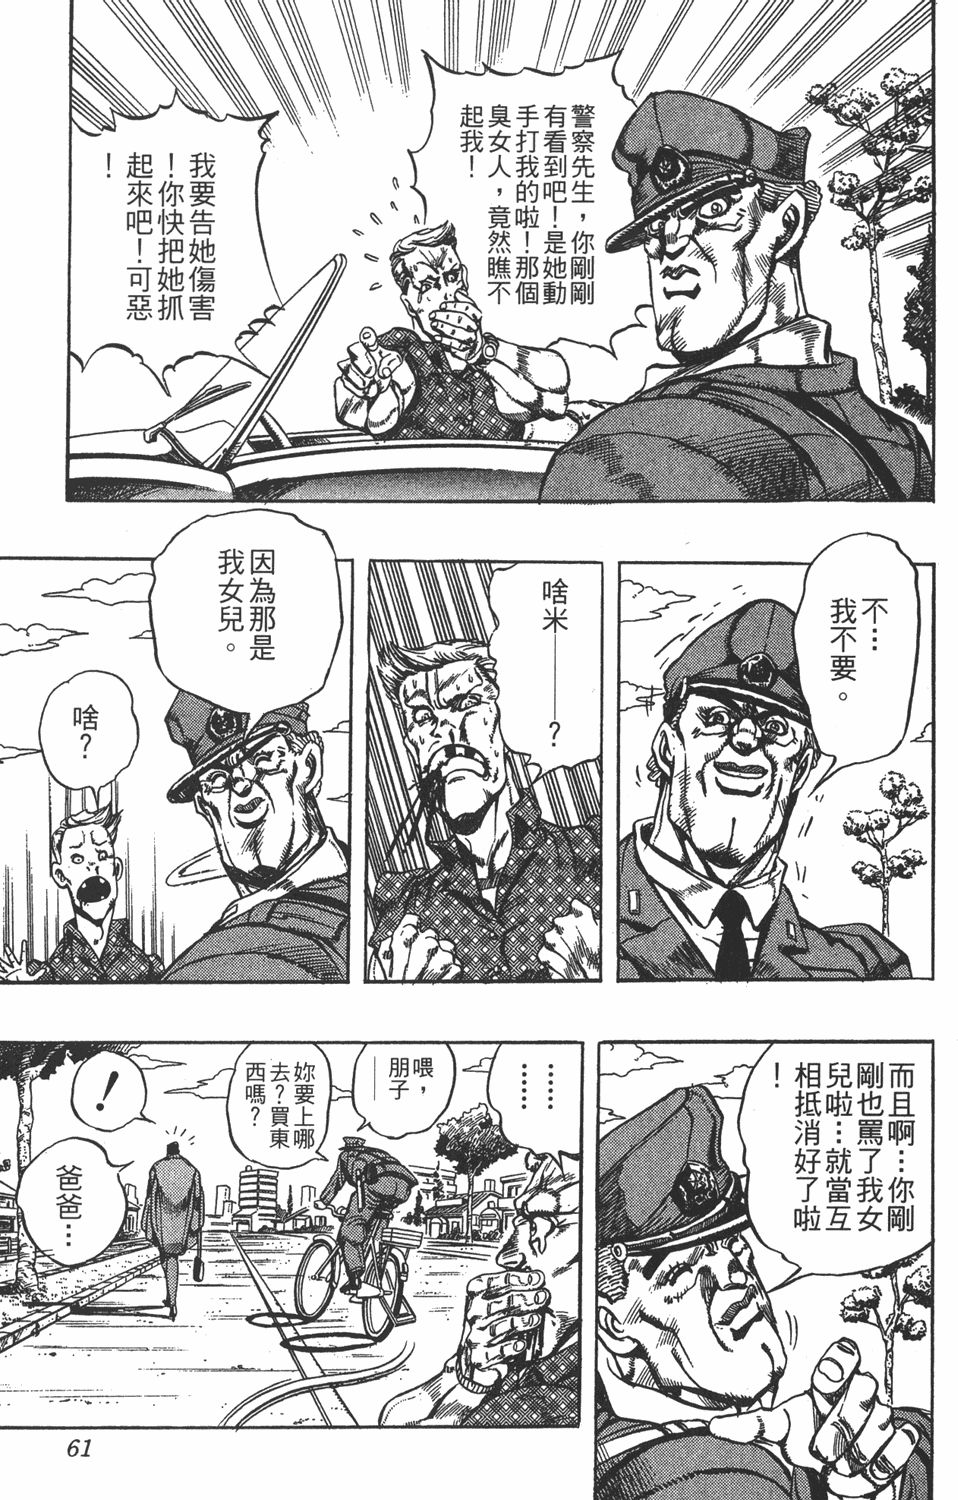 警察先生，你剛剛
有看到吧！是她動
手打我的啦！那個
臭女人，竟然瞧不
起我！
我要告她傷害
！你快把她抓
起來吧！可惡
！
不…
我不要。
啥米——？
因為那是
我女兒。
啥？
而且啊…你剛
剛也罵了我女
兒啦…就當互
相抵消好了啦
！
……
……
喂，
朋子
——
妳要上哪
去？買東
西嗎？
！
爸爸…
61